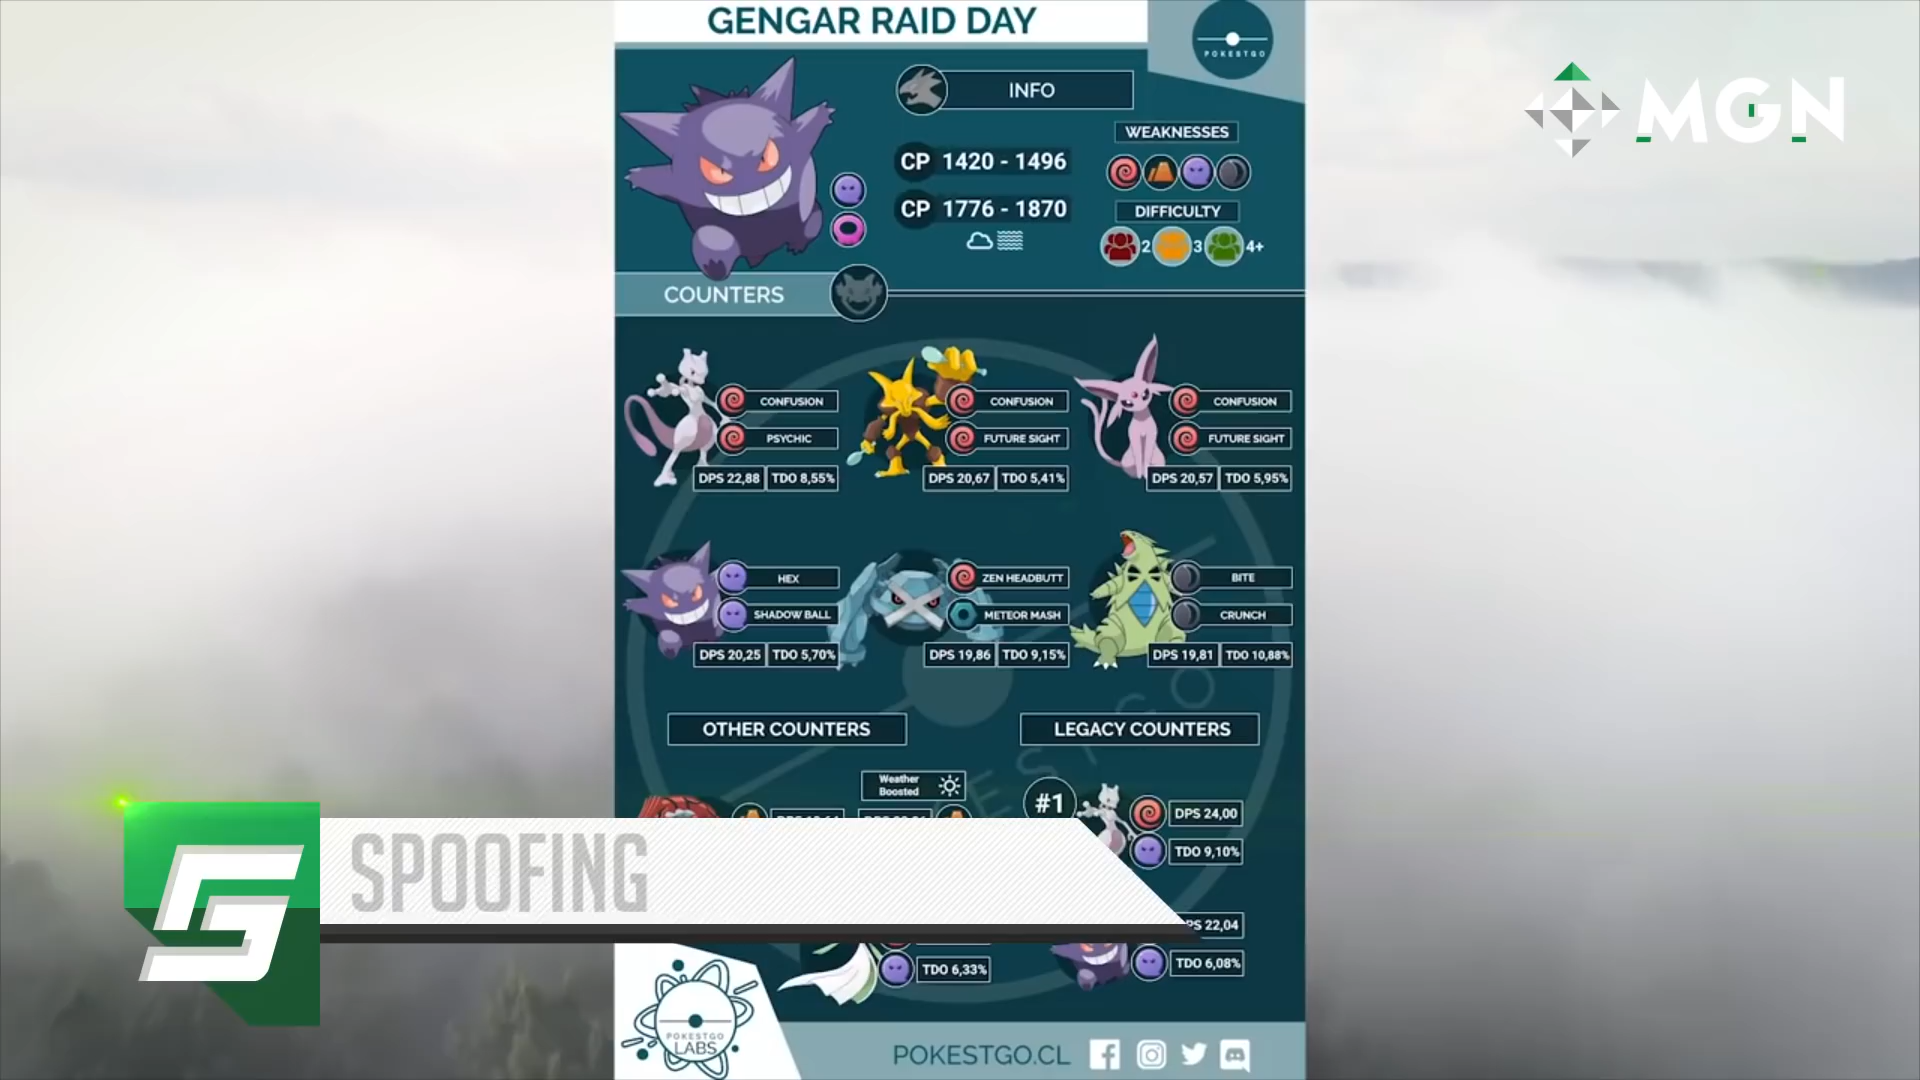 GENGAR RAID DAY
POKESTGO
MGN
INFO
WEAKNESSES
CP 1420 - 1496
CP 1776 - 1870
DIFFICULTY
2 3 4+
COUNTERS
CONFUSION
PSYCHIC
DPS 22,88 TDO 8,55%
CONFUSION
FUTURE SIGHT
DPS 20,67 TDO 5,41%
CONFUSION
FUTURE SIGHT
DPS 20,57 TDO 5,95%
HEX
SHADOW BALL
DPS 20,25 TDO 5,70%
ZEN HEADBUTT
METEOR MASH
DPS 19,86 TDO 9,15%
BITE
CRUNCH
DPS 19,81 TDO 10,88%
OTHER COUNTERS
LEGACY COUNTERS
Weather
Boosted
#1
DPS 24,00
TDO 9,10%
SPOOFING
DPS 22,04
TDO 6,33%
TDO 6,08%
POKESTGO
LABS
POKESTGO.CL